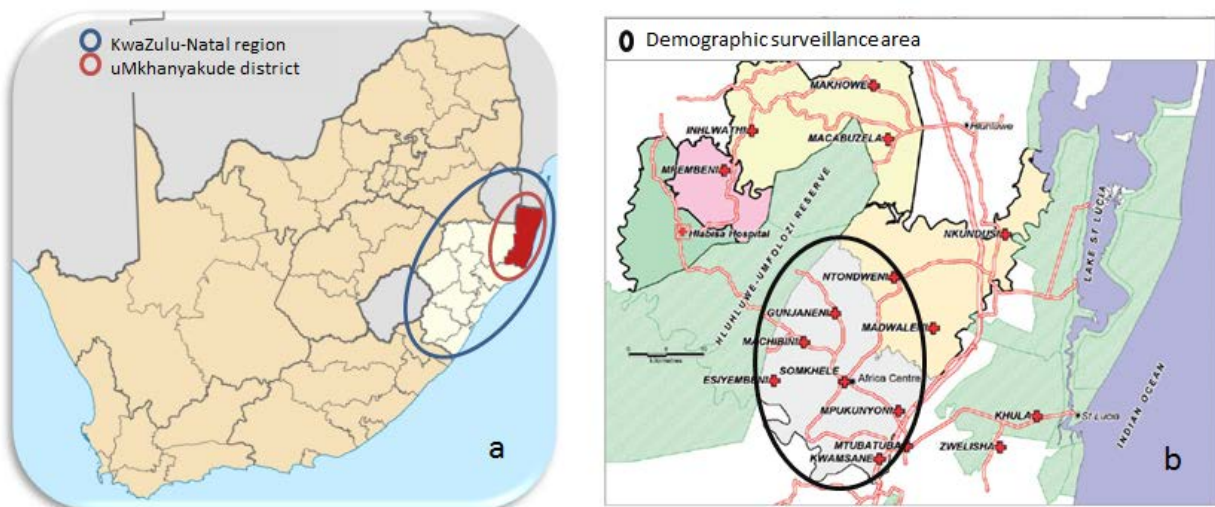 KwaZulu-Natal region
uMkhanyakude district
a
Demographic surveillance area
MAKHOWE
INHLWATHI
MACABUZELA
Hluhluwe
MPEMBENI
HLUHLUWE-UMFOLOZI RESERVE
Hlabisa Hospital
NKUNDUSI
LAKE ST LUCIA
NTONDWENI
GUNJANENI
MADWALENI
MACHIBINI
kilometres
SOMKHELE
Africa Centre
ESIYEMBENI
MPUKUNYONI
KHULA
St Lucia
INDIAN OCEAN
MTUBATUBA
ZWELISHA
KWAMSANE
b